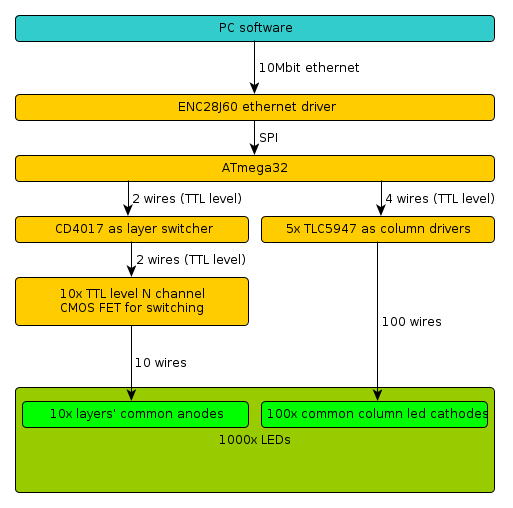 PC software
10Mbit ethernet
ENC28J60 ethernet driver
SPI
ATmega32
2 wires (TTL level)
4 wires (TTL level)
CD4017 as layer switcher
5x TLC5947 as column drivers
2 wires (TTL level)
10x TTL level N channel
CMOS FET for switching
100 wires
10 wires
10x layers' common anodes
100x common column led cathodes
1000x LEDs